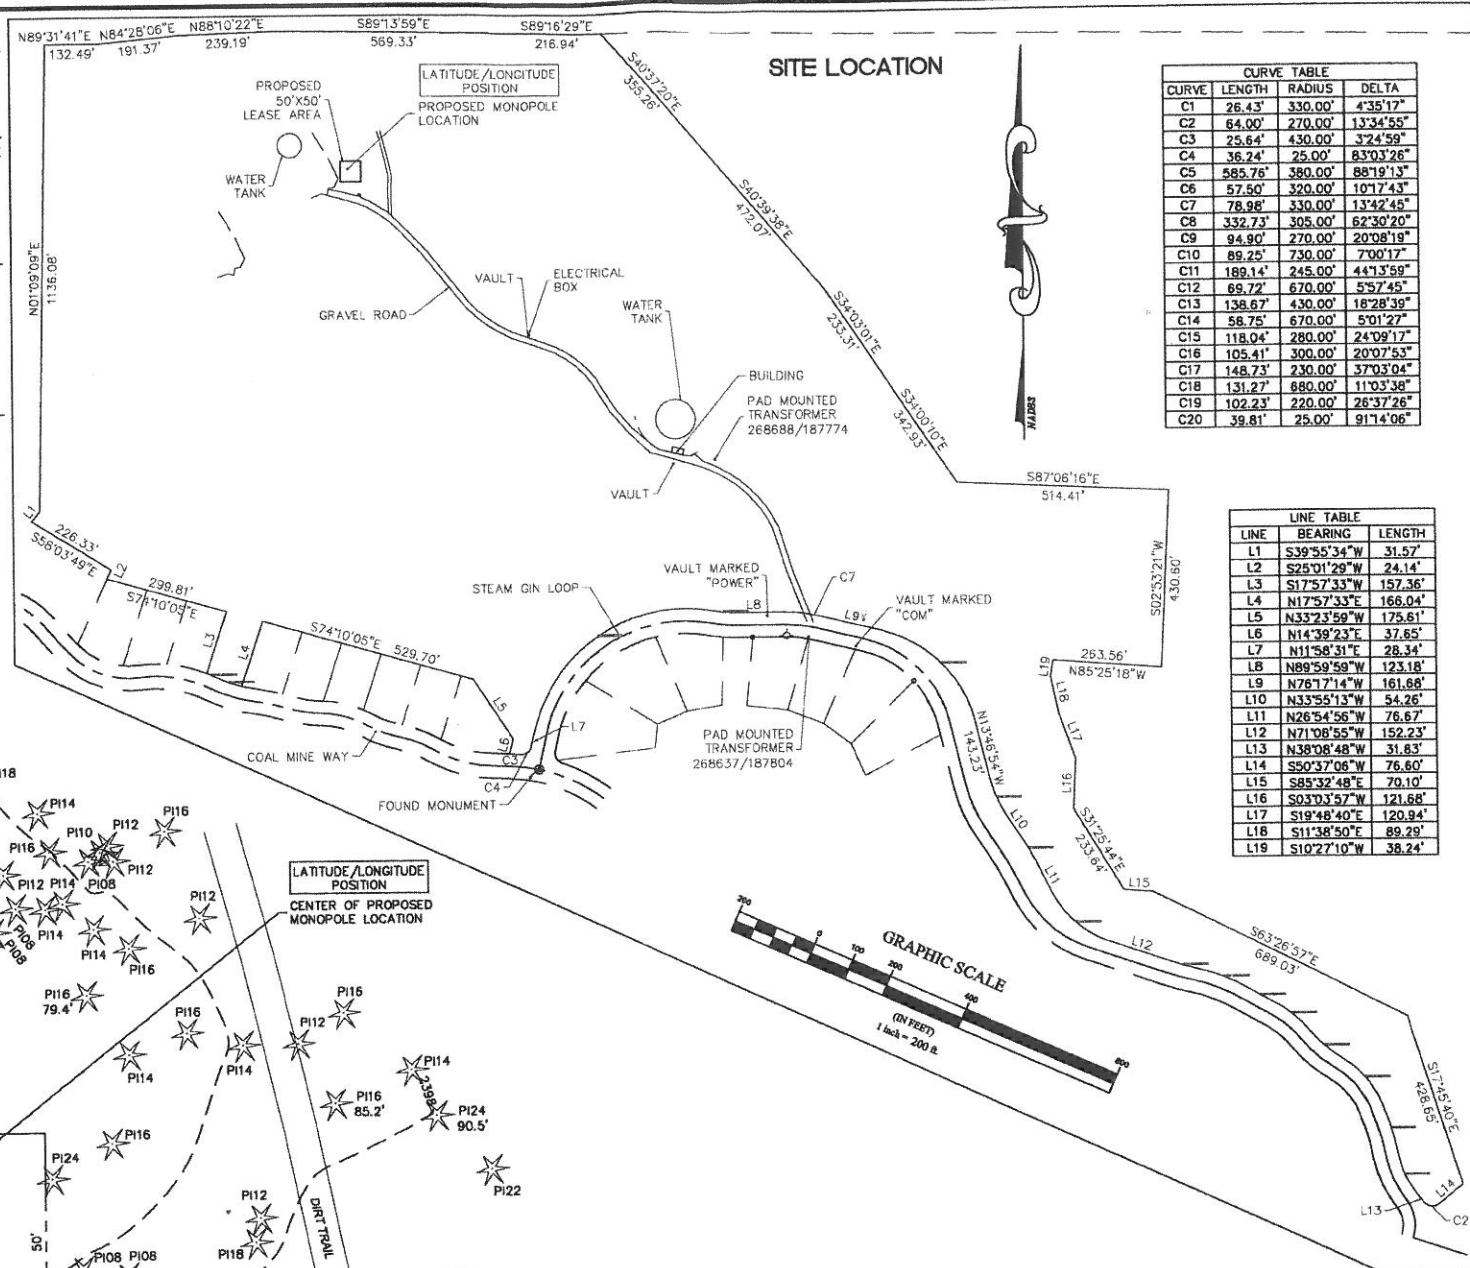 N89°31'41"E
132.49'
N84°28'06"E
191.37'
N88°10'22"E
239.19'
S89°13'59"E
569.33'
S89°16'29"E
216.94'
SITE LOCATION
LATITUDE/LONGITUDE
POSITION
PROPOSED MONOPOLE
LOCATION
PROPOSED
50'X50'
LEASE AREA
WATER
TANK
S40°37'20"E
355.26'
S40°39'38"E
472.07'
S34°03'01"E
233.31'
S34°00'10"E
342.93'
N01°09'09"E
1136.08'
GRAVEL ROAD
VAULT
ELECTRICAL
BOX
WATER
TANK
BUILDING
PAD MOUNTED
TRANSFORMER
268688/187774
VAULT
NAD83
CURVE TABLE
CURVE LENGTH RADIUS DELTA
C1 26.43' 330.00' 4°35'17"
C2 64.00' 270.00' 13°34'55"
C3 25.64' 430.00' 3°24'59"
C4 36.24' 25.00' 83°03'26"
C5 585.76' 380.00' 88°19'13"
C6 57.50' 320.00' 10°17'43"
C7 78.98' 330.00' 13°42'45"
C8 332.73' 305.00' 62°30'20"
C9 94.90' 270.00' 20°08'19"
C10 89.25' 730.00' 7°00'17"
C11 189.14' 245.00' 44°13'59"
C12 69.72' 670.00' 5°57'45"
C13 138.67' 430.00' 18°28'39"
C14 58.75' 670.00' 5°01'27"
C15 118.04' 280.00' 24°09'17"
C16 105.41' 300.00' 20°07'53"
C17 148.73' 230.00' 37°03'04"
C18 131.27' 680.00' 11°03'38"
C19 102.23' 220.00' 26°37'26"
C20 39.81' 25.00' 91°14'06"
S87°06'16"E
514.41'
S02°53'21"W
430.60'
263.56'
N85°25'18"W
LINE TABLE
LINE BEARING LENGTH
L1 S39°55'34"W 31.57'
L2 S25°01'29"W 24.14'
L3 S17°57'33"W 157.36'
L4 N17°57'33"E 166.04'
L5 N33°23'59"W 175.61'
L6 N14°39'23"E 37.65'
L7 N11°58'31"E 28.34'
L8 N89°59'59"W 123.18'
L9 N76°17'14"W 161.68'
L10 N33°55'13"W 54.26'
L11 N26°54'56"W 76.67'
L12 N71°08'55"W 152.23'
L13 N38°08'48"W 31.83'
L14 S50°37'06"W 76.60'
L15 S85°32'48"E 70.10'
L16 S03°03'57"W 121.68'
L17 S19°48'40"E 120.94'
L18 S11°38'50"E 89.29'
L19 S10°27'10"W 38.24'
L1
226.33'
S58°03'49"E
L2
299.81'
S74°10'05"E
L3
L4
S74°10'05"E 529.70'
L5
L6
L7
C3
C4
STEAM GIN LOOP
VAULT MARKED
"POWER"
L8
C7
L9
VAULT MARKED
"COM"
COAL MINE WAY
FOUND MONUMENT
PAD MOUNTED
TRANSFORMER
268637/187804
N13°46'54"W
143.23'
L19
L18
L17
L16
S31°25'44"E
233.64'
L10
L11
L15
L12
S63°26'57"E
689.03'
S17°45'40"E
428.65'
L14
L13
C2
GRAPHIC SCALE
200
0
100
200
400
800
(IN FEET)
1 inch = 200 ft.
LATITUDE/LONGITUDE
POSITION
CENTER OF PROPOSED
MONOPOLE LOCATION
PI14
PI16
PI10
PI12
PI16
PI08
PI12
PI12
PI14
PI12
PI08
PI08
PI14
PI14
PI16
PI16
79.4'
PI16
PI16
PI12
PI14
PI14
PI14
2398
PI16
85.2'
PI24
90.5'
PI16
PI24
PI22
PI12
PI18
PI08
PI08
50'
DIRT TRAIL